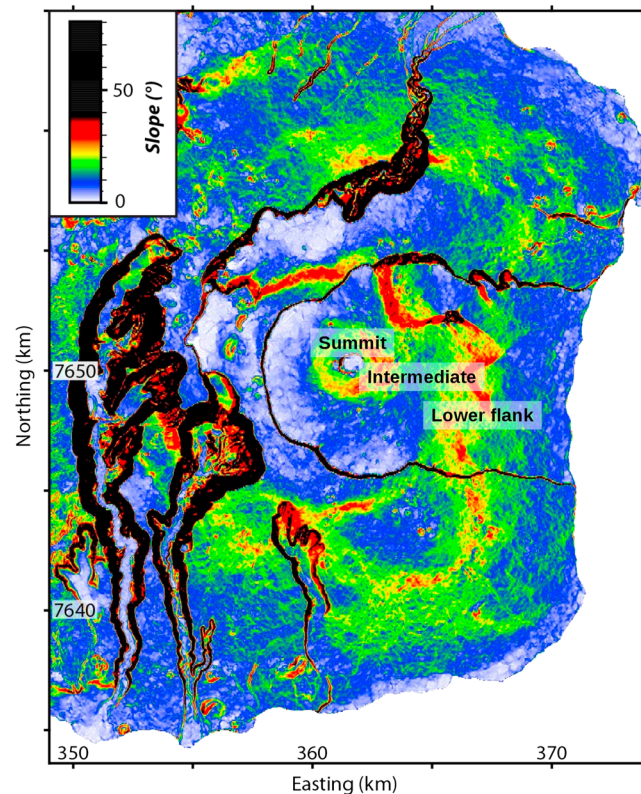 50
0
Slope (°)
Summit
Intermediate
Lower flank
7650
7640
Northing (km)
350
360
370
Easting (km)